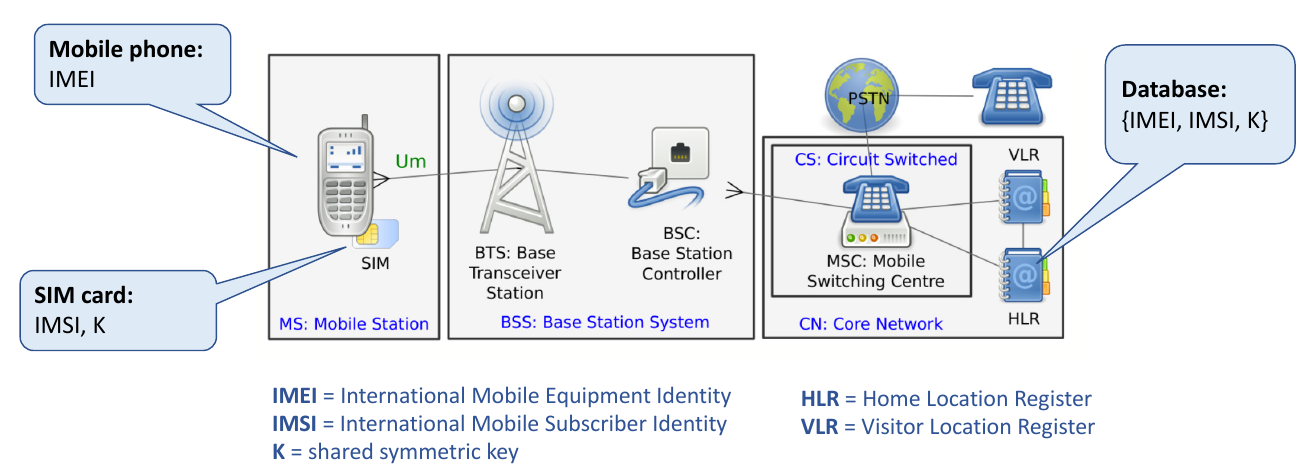 Mobile phone:
IMEI
SIM card:
IMSI, K
Um
SIM
MS: Mobile Station
BTS: Base
Transceiver
Station
BSC:
Base Station
Controller
BSS: Base Station System
PSTN
CS: Circuit Switched
MSC: Mobile
Switching Centre
VLR
HLR
CN: Core Network
Database:
{IMEI, IMSI, K}
IMEI = International Mobile Equipment Identity
IMSI = International Mobile Subscriber Identity
K = shared symmetric key
HLR = Home Location Register
VLR = Visitor Location Register